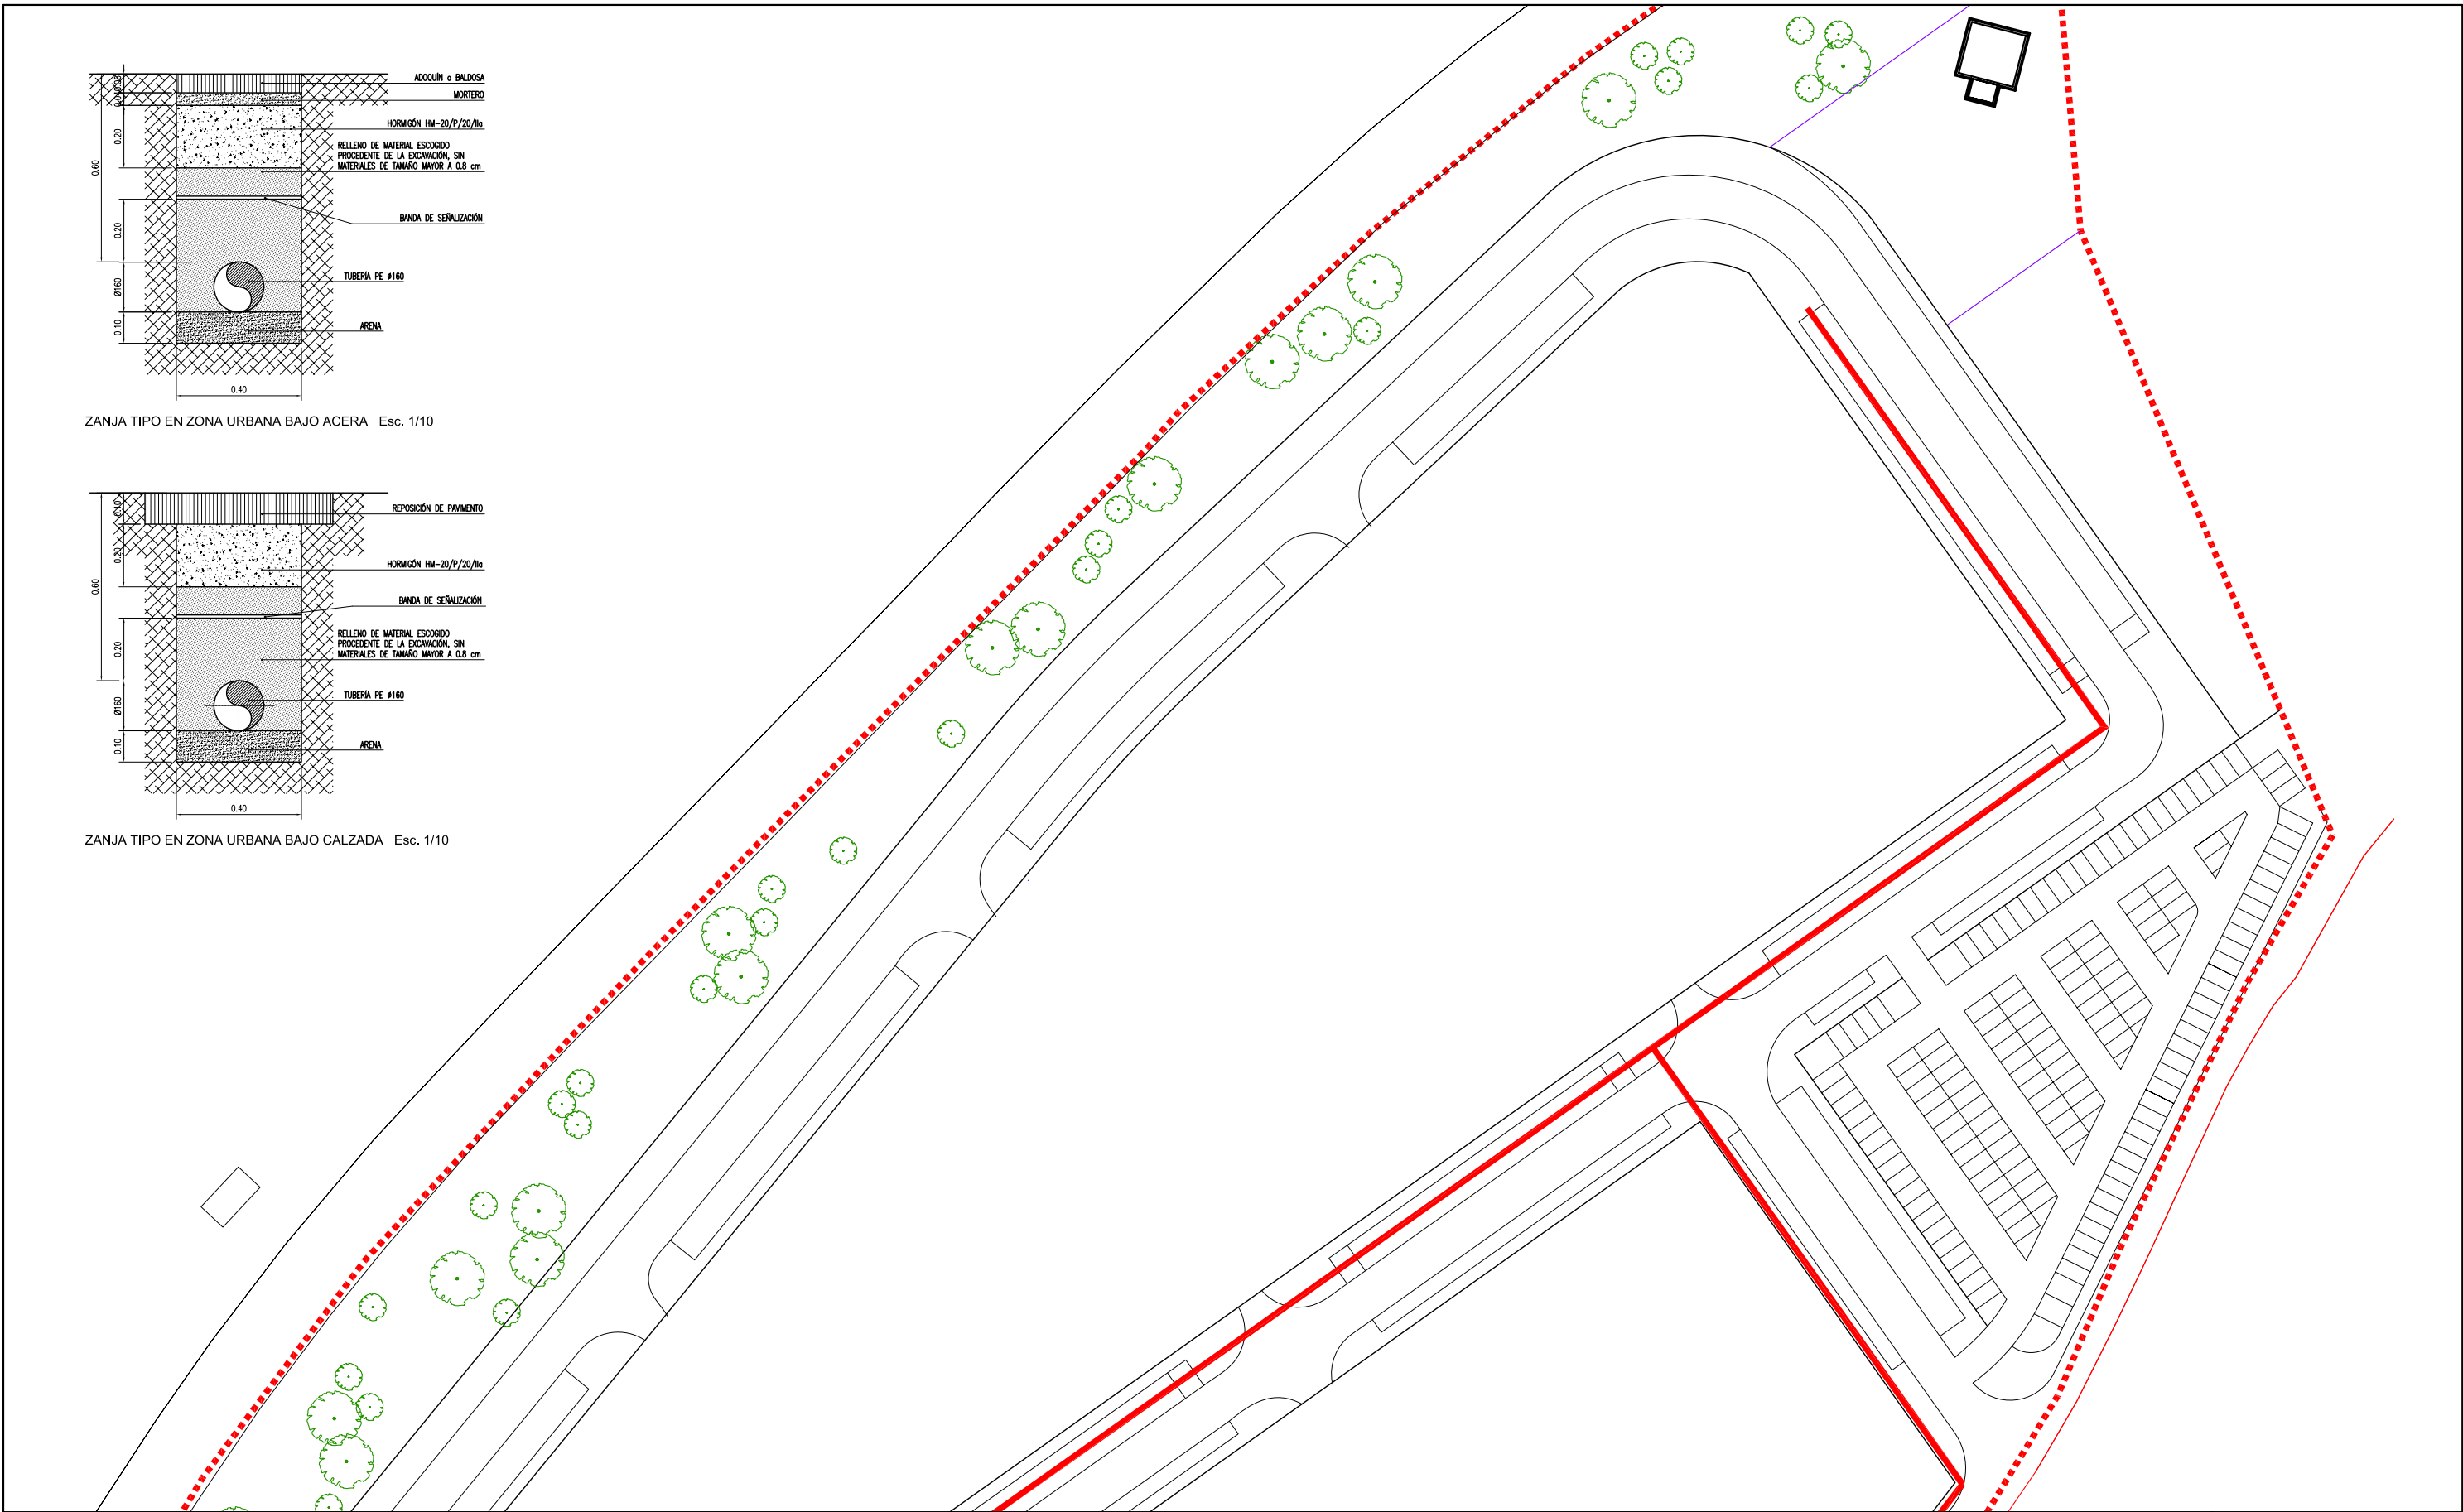 ADOQUÍN o BALDOSA
MORTERO
HORMIGÓN HM-20/P/20/IIa
RELLENO DE MATERIAL ESCOGIDO
PROCEDENTE DE LA EXCAVACIÓN, SIN
MATERIALES DE TAMAÑO MAYOR A 0.8 cm
BANDA DE SEÑALIZACIÓN
TUBERÍA PE ø160
ARENA
0.20
0.60
0.20
Ø160
0.10
0.40
ZANJA TIPO EN ZONA URBANA BAJO ACERA Esc. 1/10
REPOSICIÓN DE PAVIMENTO
HORMIGÓN HM-20/P/20/IIa
BANDA DE SEÑALIZACIÓN
RELLENO DE MATERIAL ESCOGIDO
PROCEDENTE DE LA EXCAVACIÓN, SIN
MATERIALES DE TAMAÑO MAYOR A 0.8 cm
TUBERÍA PE ø160
ARENA
0.10
0.20
0.60
0.20
Ø160
0.10
0.40
ZANJA TIPO EN ZONA URBANA BAJO CALZADA Esc. 1/10